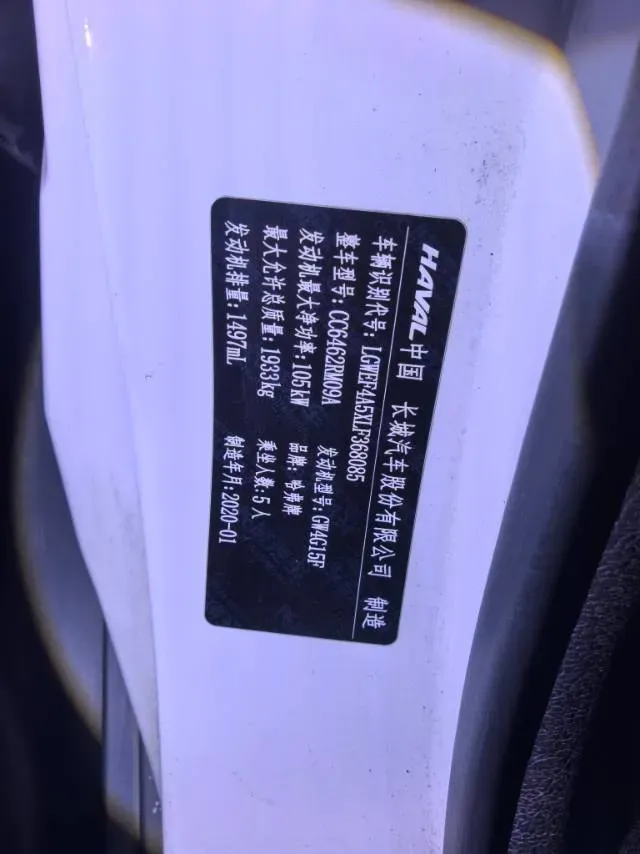 HAVAL 中国 长城汽车股份有限公司 制造
车辆识别代号：LGWEF4A5XLF368085
整车型号：CC6462RM09A
发动机型号：GW4G15F
发动机最大净功率：105kW
品牌：哈弗牌
最大允许总质量：1933kg
乘坐人数：5人
发动机排量：1497mL
制造年月：2020-01